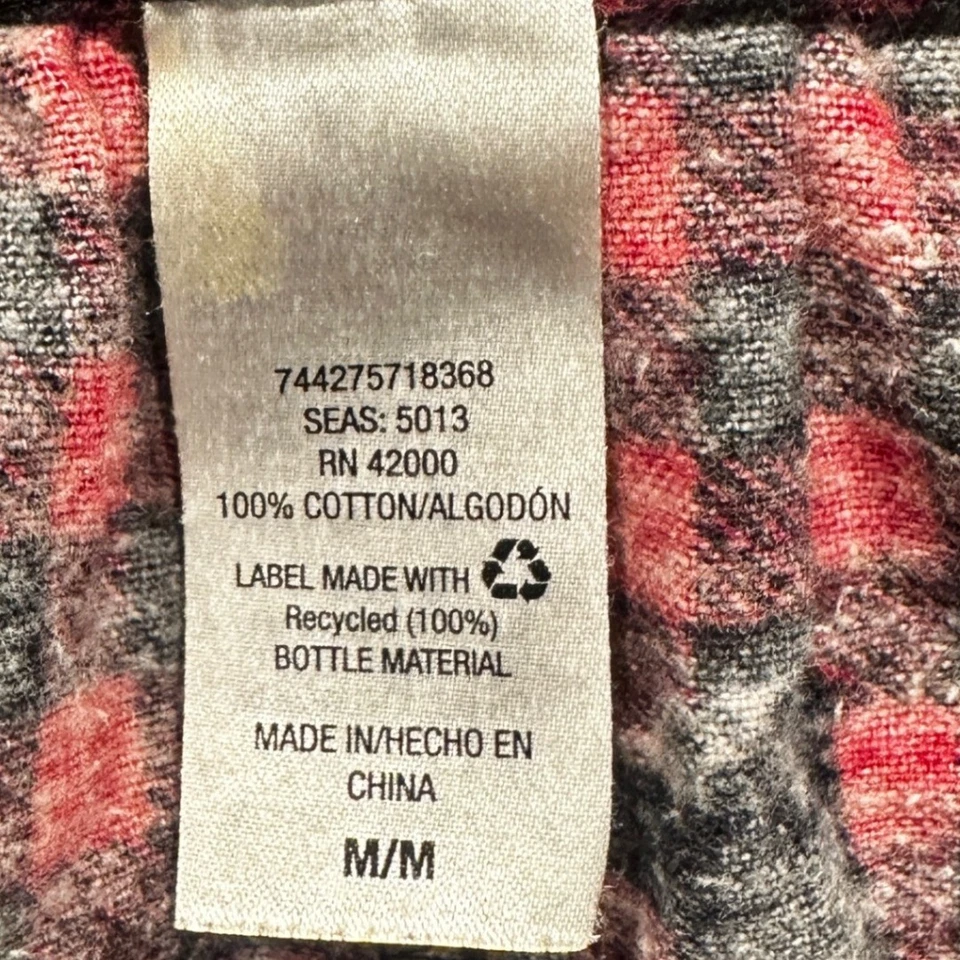 744275718368
SEAS: 5013
RN 42000
100% COTTON/ALGODÓN
LABEL MADE WITH
Recycled (100%)
BOTTLE MATERIAL
MADE IN/HECHO EN
CHINA
M/M